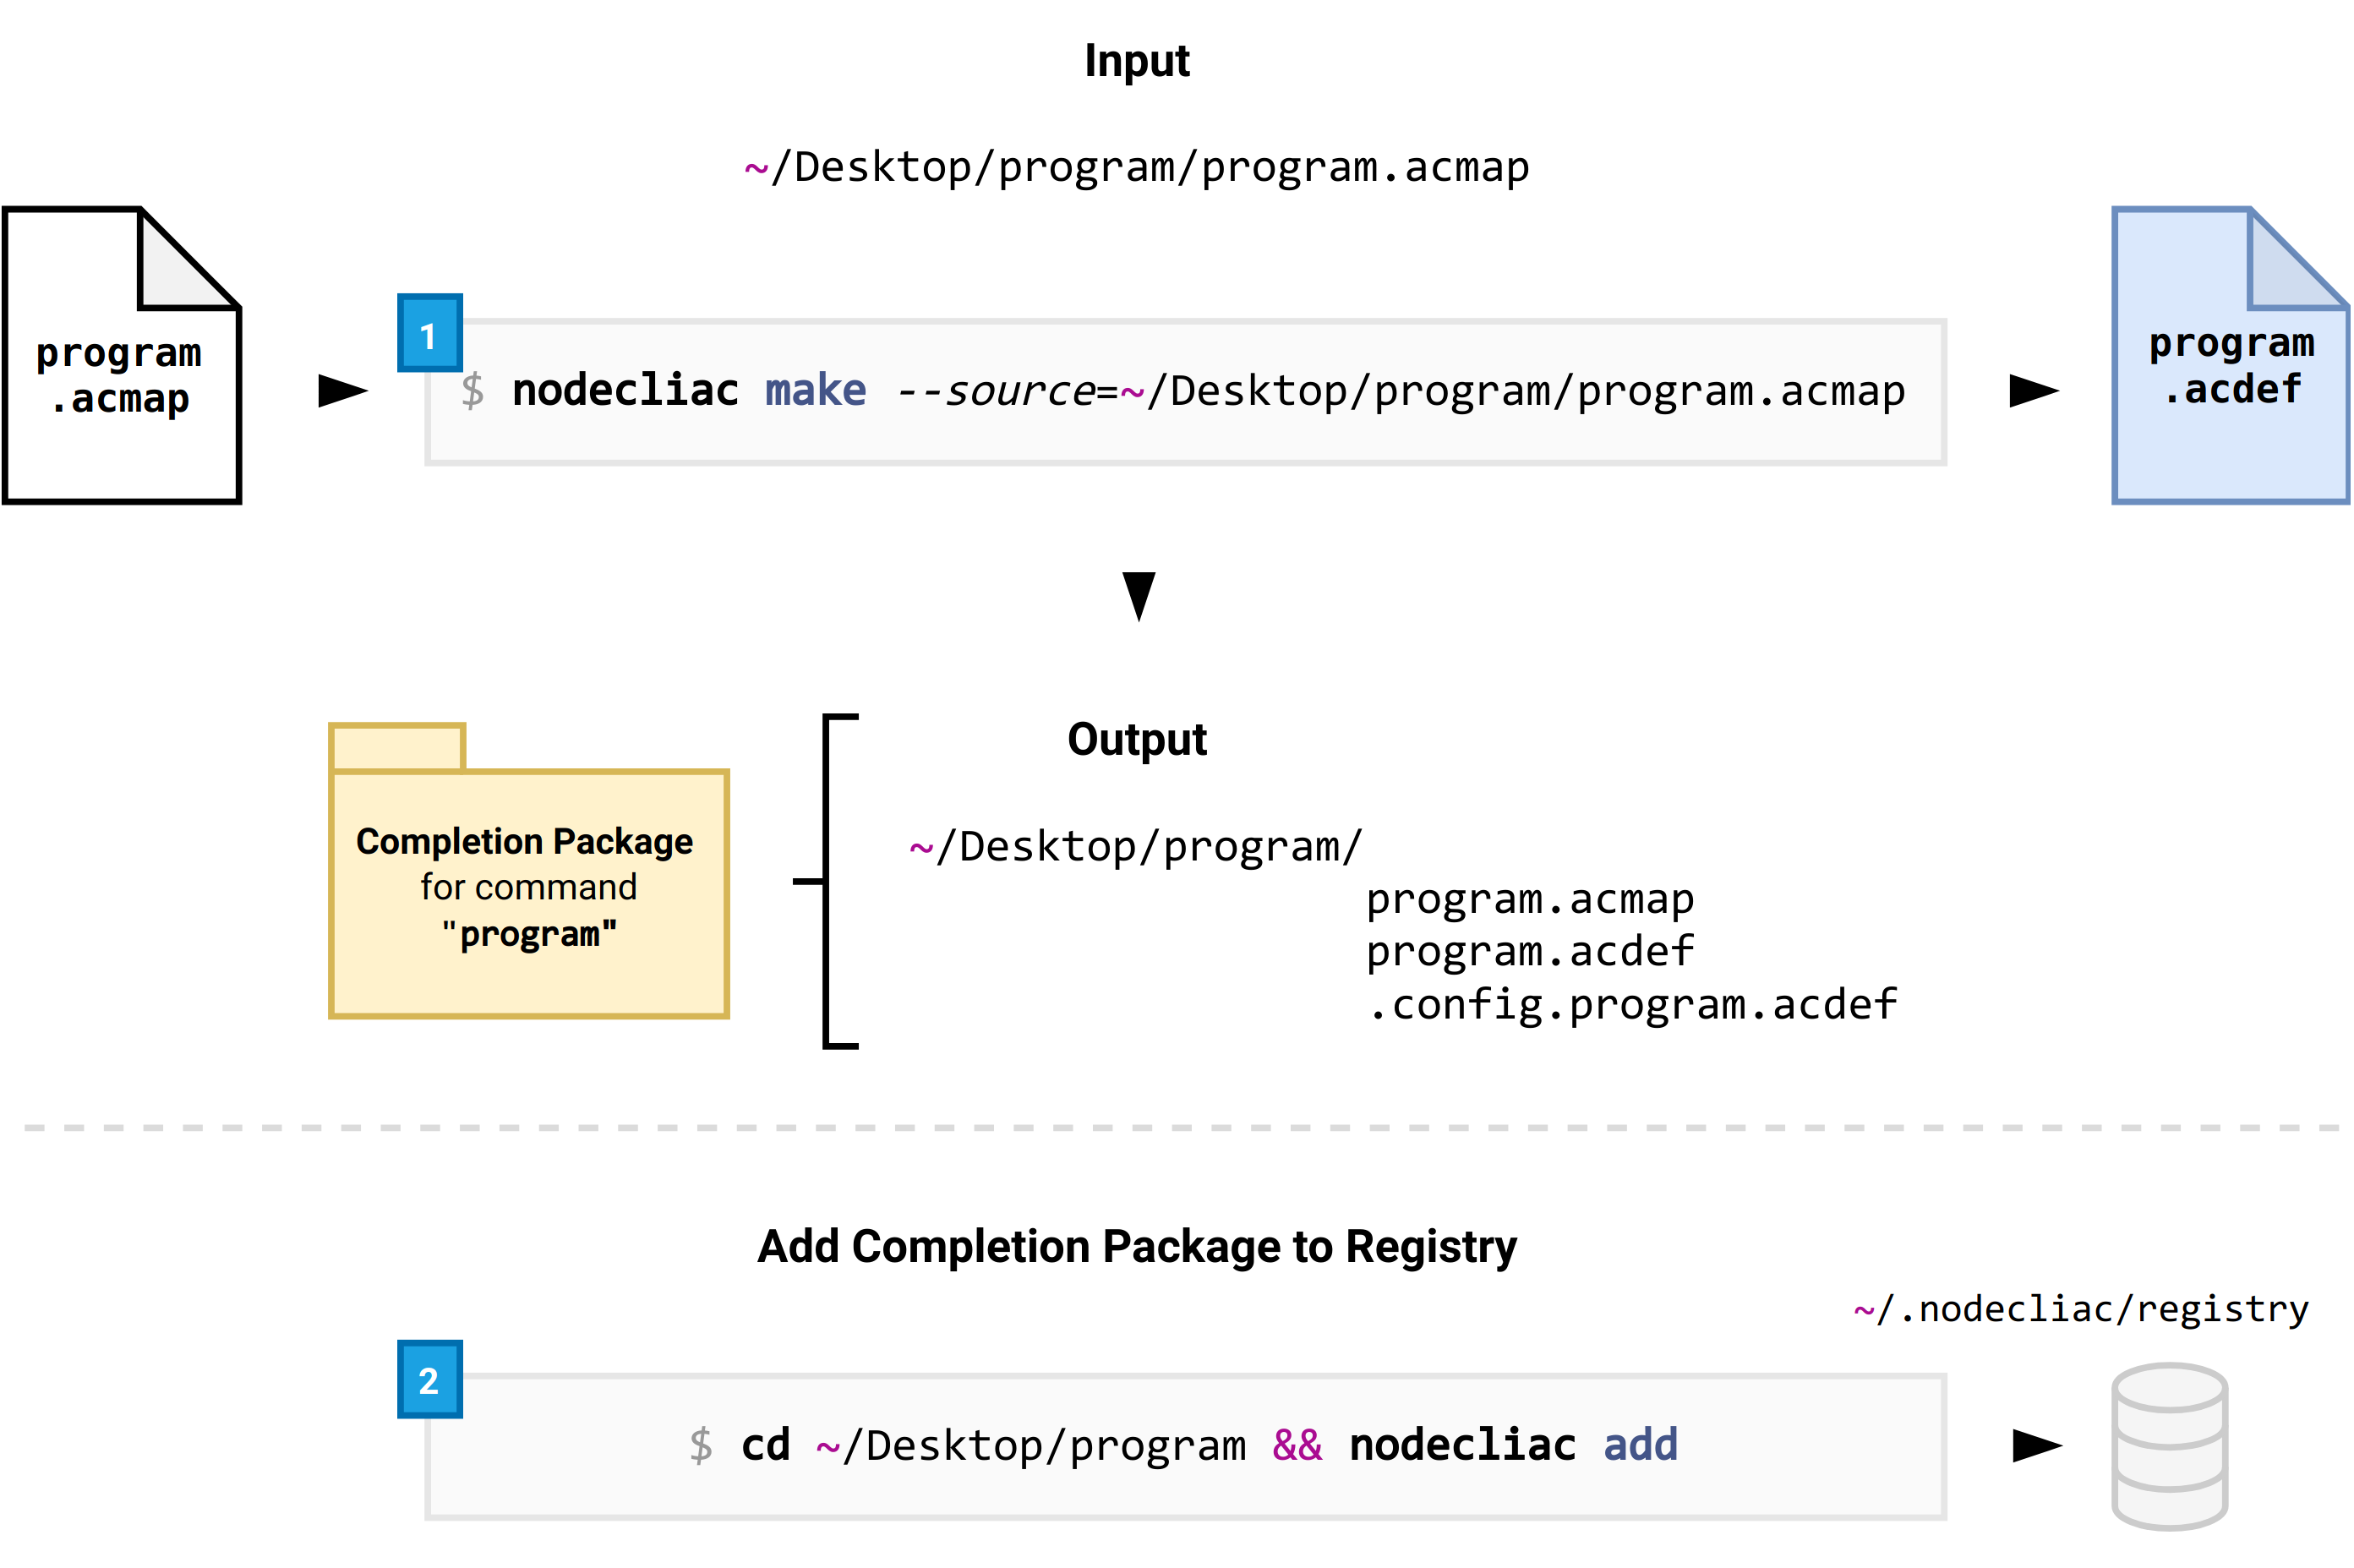 Input
~/Desktop/program/program.acmap
program
.acmap
1
$ nodecliac make --source=~/Desktop/program/program.acmap
program
.acdef
Output
Completion Package
for command
"program"
~/Desktop/program/
program.acmap
program.acdef
.config.program.acdef
Add Completion Package to Registry
~/.nodecliac/registry
2
$ cd ~/Desktop/program && nodecliac add